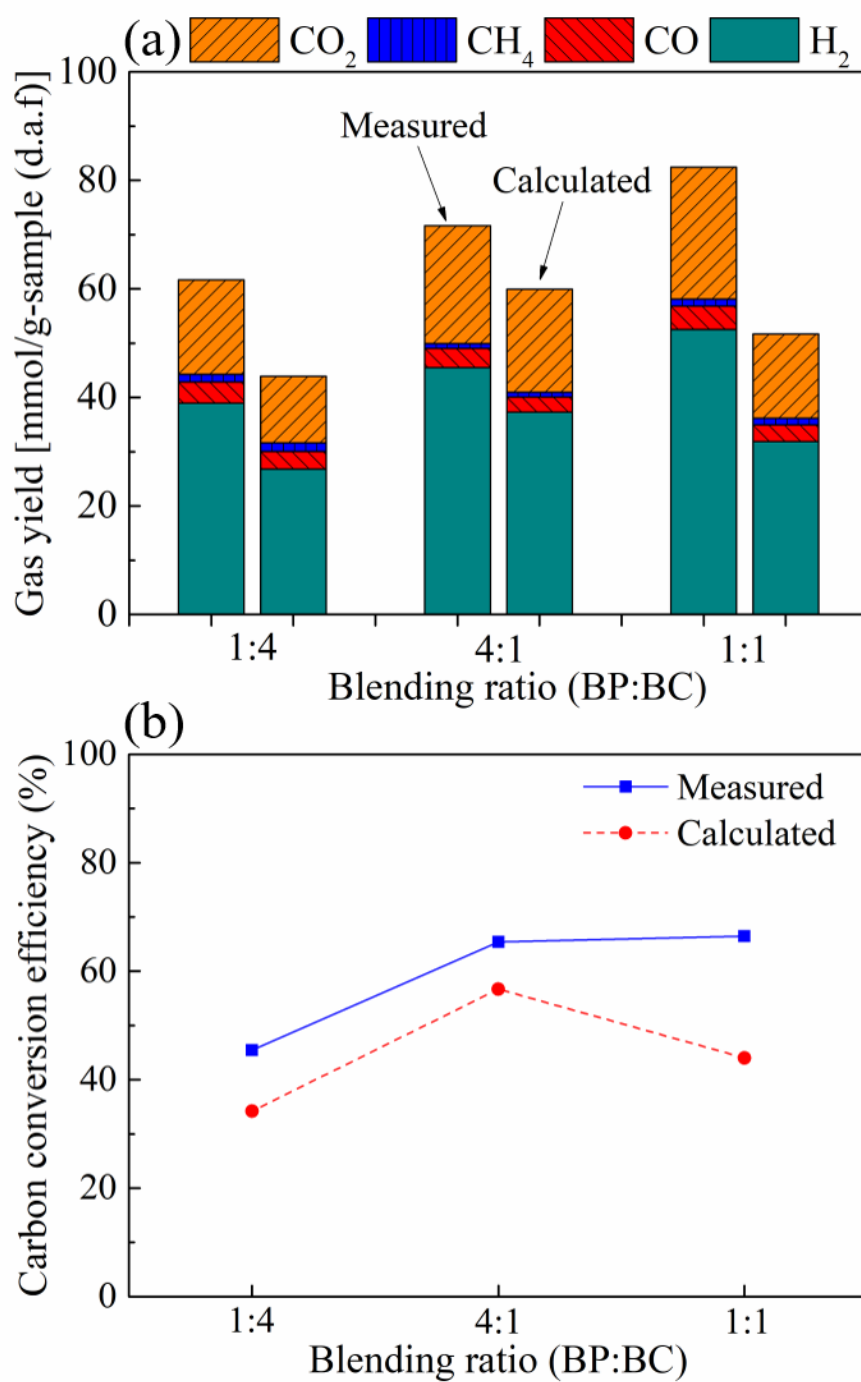 (a) CO₂ CH₄ CO H₂
Gas yield [mmol/g-sample (d.a.f)]
100
80
60
40
20
0
Measured
Calculated
1:4 4:1 1:1
Blending ratio (BP:BC)
(b)
Carbon conversion efficiency (%)
100
80
60
40
20
0
Measured
Calculated
1:4 4:1 1:1
Blending ratio (BP:BC)